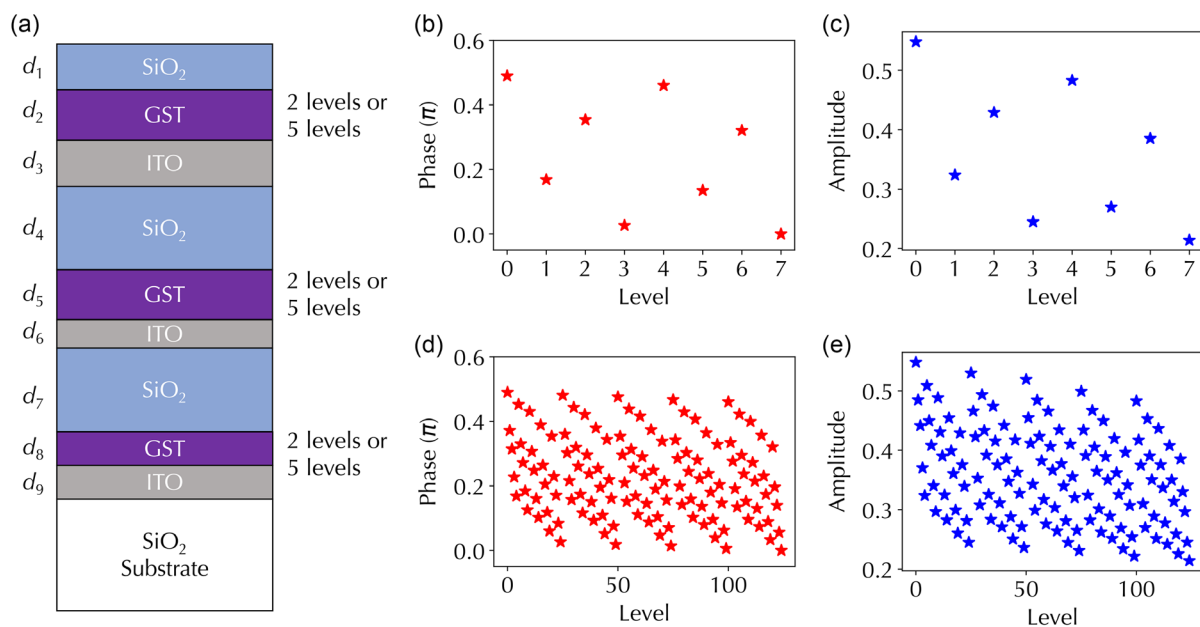 (a)
d1
SiO2
d2
GST
2 levels or
5 levels
d3
ITO
d4
SiO2
d5
GST
2 levels or
5 levels
d6
ITO
d7
SiO2
d8
GST
2 levels or
5 levels
d9
ITO
SiO2
Substrate
(b)
Phase (π)
0.6
0.4
0.2
0.0
0 1 2 3 4 5 6 7
Level
(c)
Amplitude
0.5
0.4
0.3
0.2
0 1 2 3 4 5 6 7
Level
(d)
Phase (π)
0.6
0.4
0.2
0.0
0 50 100
Level
(e)
Amplitude
0.5
0.4
0.3
0.2
0 50 100
Level